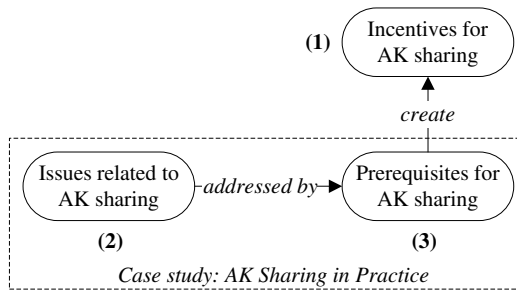 Incentives for
(1)
AK sharing
create
Issues related to
AK sharing
addressed by
Prerequisites for
AK sharing
(2)
(3)
Case study: AK Sharing in Practice